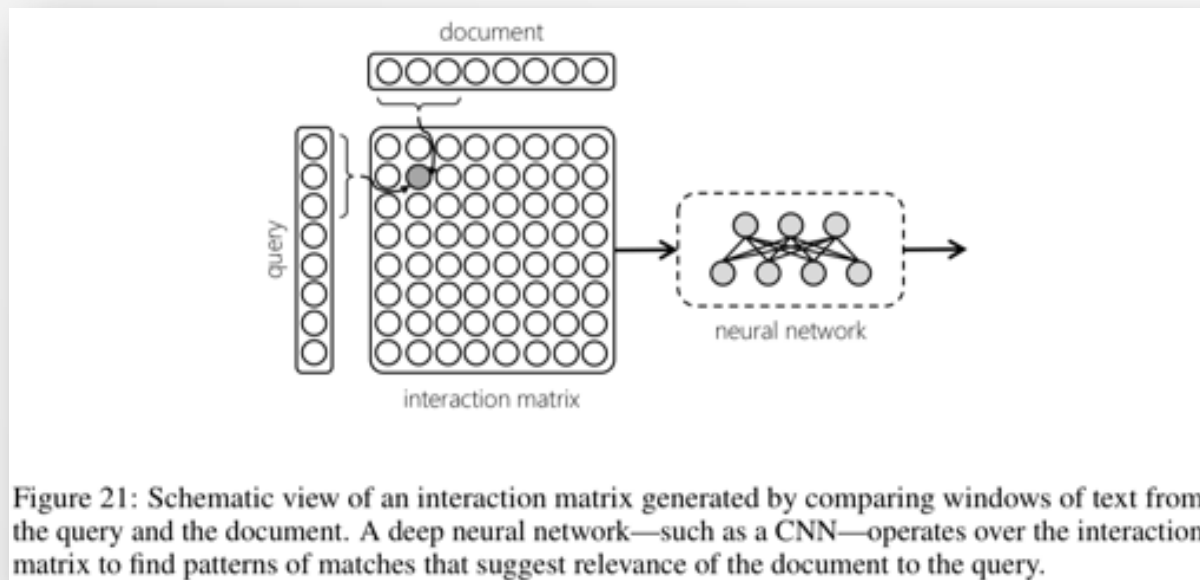 document
query
interaction matrix
neural network
Figure 21: Schematic view of an interaction matrix generated by comparing windows of text from
the query and the document. A deep neural network—such as a CNN—operates over the interaction
matrix to find patterns of matches that suggest relevance of the document to the query.